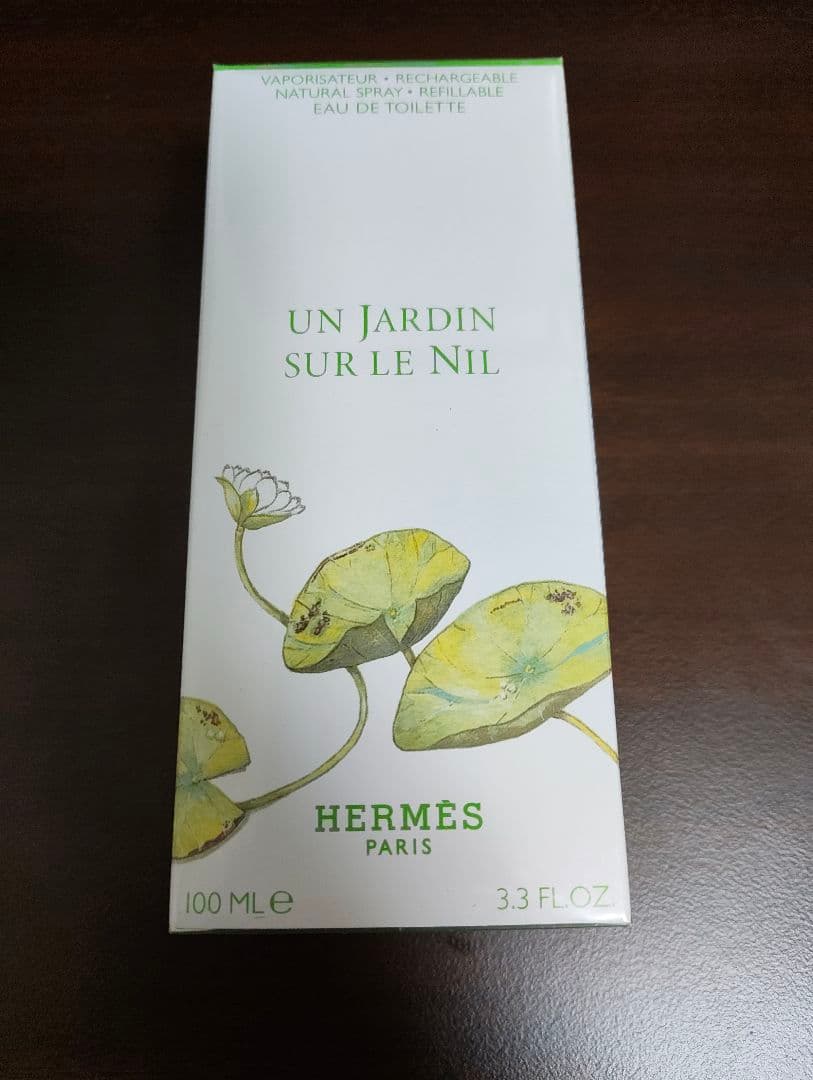 VAPORISATEUR • RECHARGEABLE
NATURAL SPRAY • REFILLABLE
EAU DE TOILETTE
UN JARDIN
SUR LE NIL
HERMÈS
PARIS
100 ML e 3.3 FL.OZ.